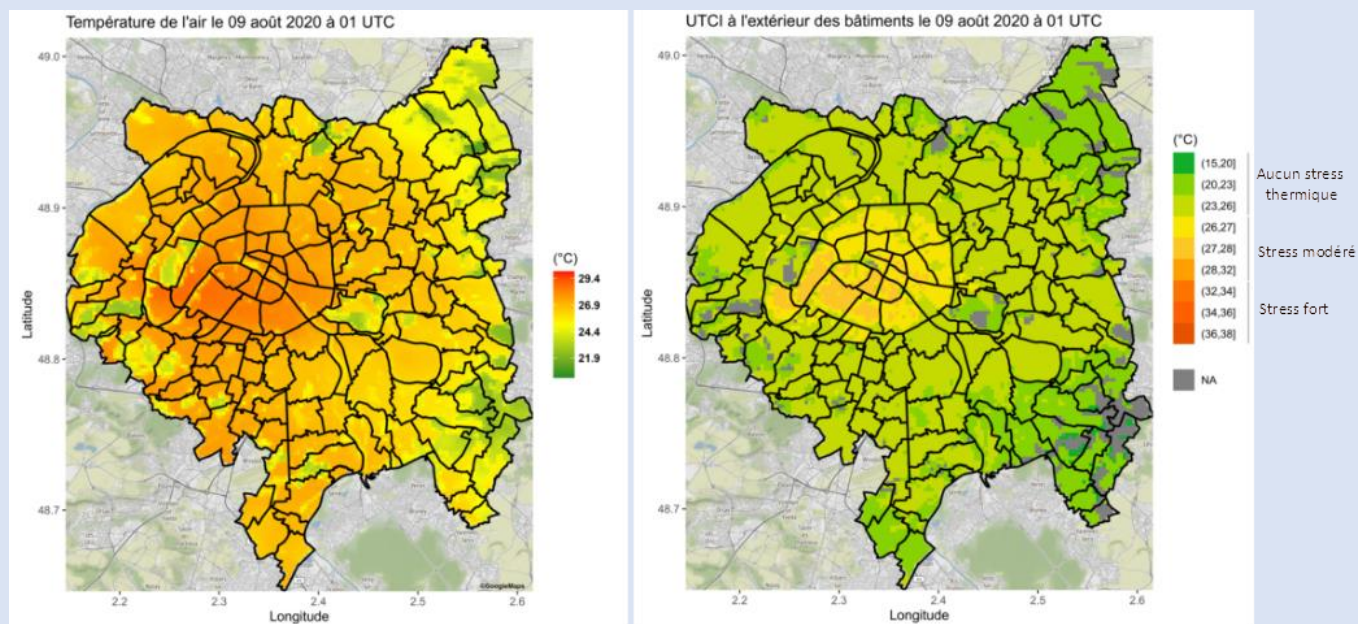 Température de l'air le 09 août 2020 à 01 UTC
49.0
48.9
48.8
48.7
Latitude
2.2
2.3
2.4
2.5
2.6
Longitude
(°C)
29.4
26.9
24.4
21.9
©GoogleMaps
UTCI à l'extérieur des bâtiments le 09 août 2020 à 01 UTC
49.0
48.9
48.8
48.7
Latitude
2.2
2.3
2.4
2.5
2.6
Longitude
(°C)
(15,20]
(20,23]
(23,26]
(26,27]
(27,28]
(28,32]
(32,34]
(34,36]
(36,38]
NA
Aucun stress
thermique
Stress modéré
Stress fort